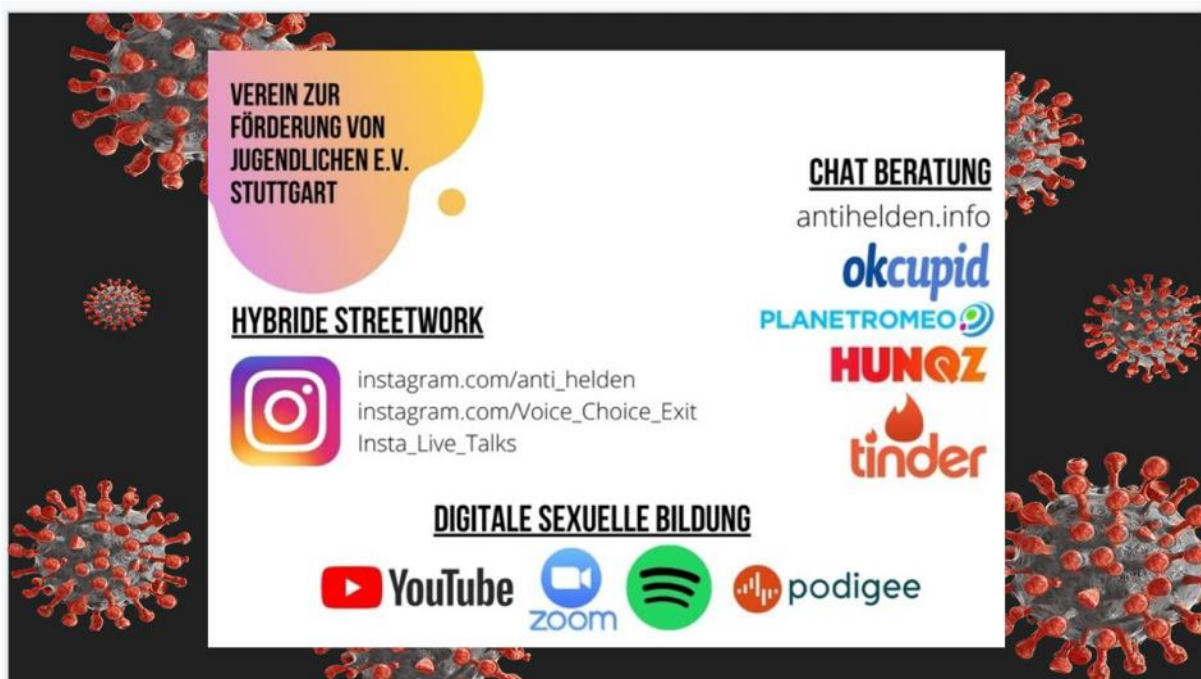 VEREIN ZUR
FÖRDERUNG VON
JUGENDLICHEN E.V.
STUTTGART
HYBRIDE STREETWORK
instagram.com/anti_helden
instagram.com/Voice_Choice_Exit
Insta_Live_Talks
CHAT BERATUNG
antihelden.info
okcupid
PLANETROMEO
HUNQZ
tinder
DIGITALE SEXUELLE BILDUNG
YouTube
zoom
podigee